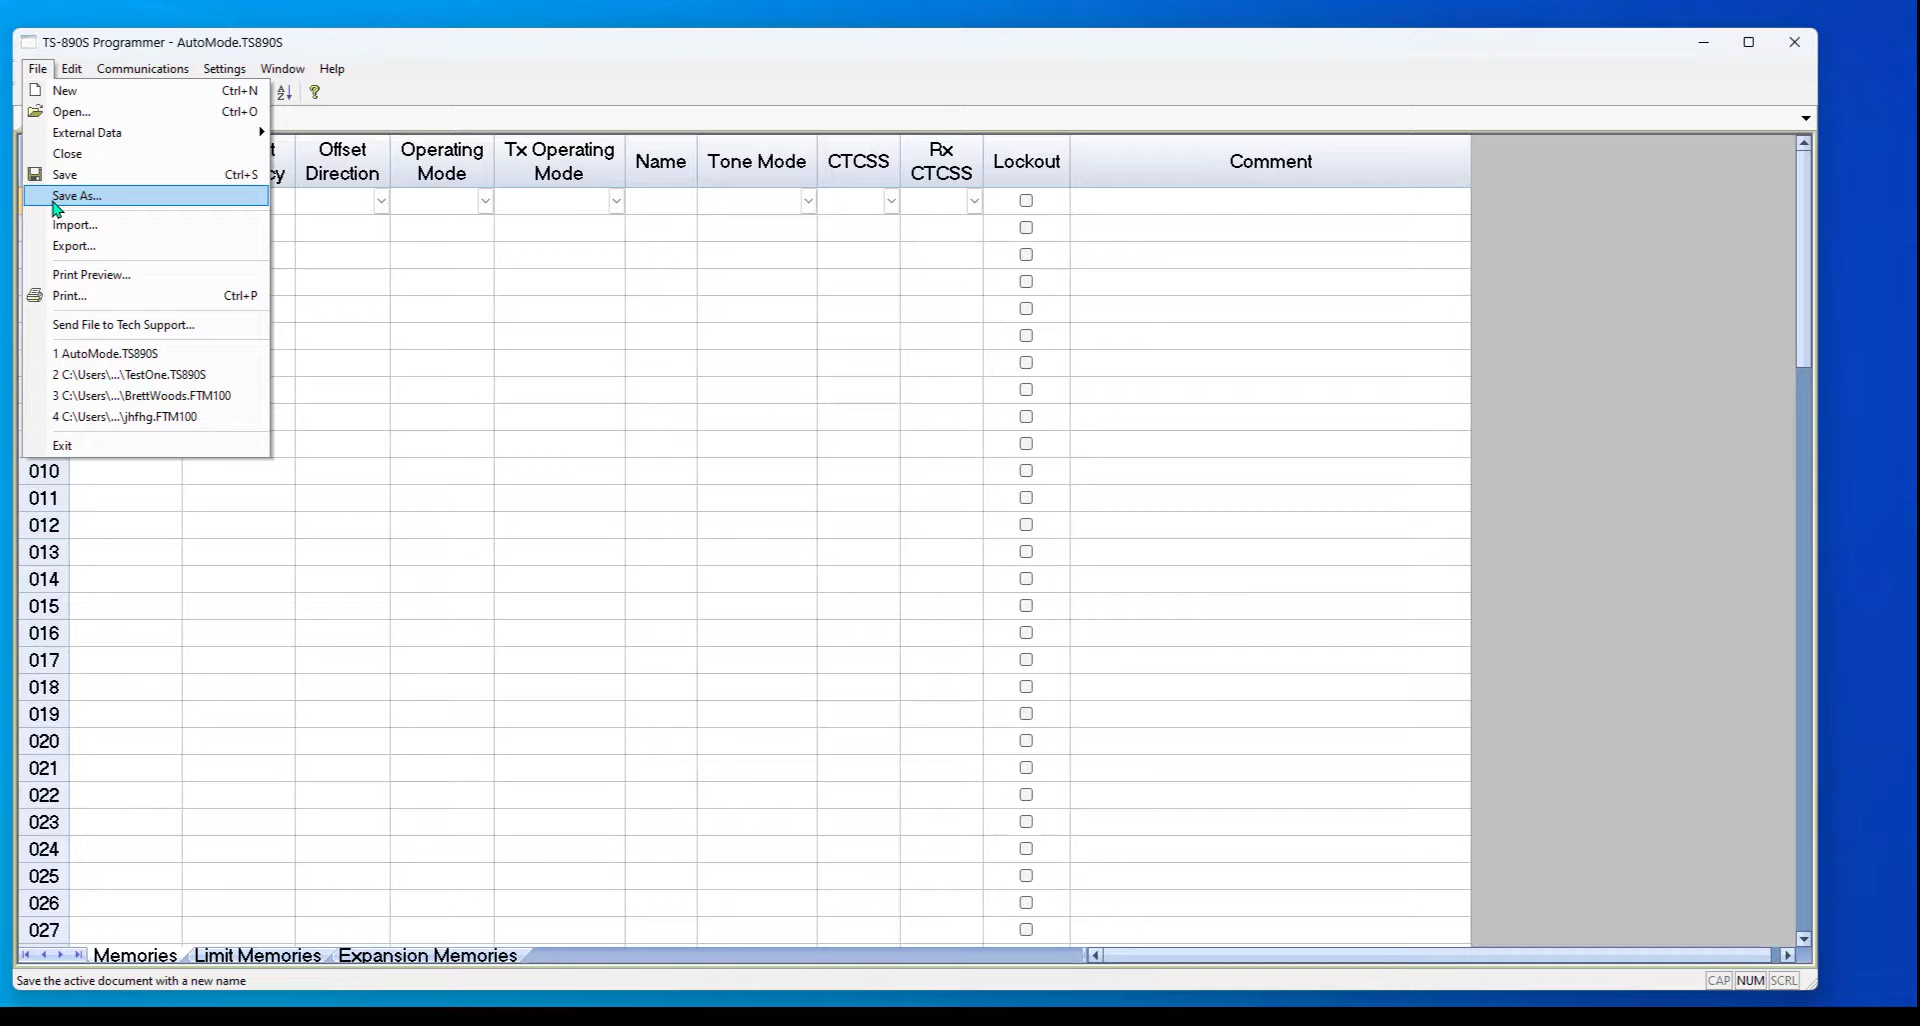 TS-890S Programmer - AutoMode.TS890S
File Edit Communications Settings Window Help
New Ctrl+N
Open... Ctrl+O
External Data
Close
Save Ctrl+S
Save As...
Import...
Export...
Print Preview...
Print... Ctrl+P
Send File to Tech Support...
1 AutoMode.TS890S
2 C:\Users\...\TestOne.TS890S
3 C:\Users\...\BrettWoods.FTM100
4 C:\Users\...\jhfhg.FTM100
Exit
t
cy
Offset
Direction
Operating
Mode
Tx Operating
Mode
Name
Tone Mode
CTCSS
Rx
CTCSS
Lockout
Comment
010
011
012
013
014
015
016
017
018
019
020
021
022
023
024
025
026
027
Memories Limit Memories Expansion Memories
Save the active document with a new name
CAP NUM SCRL